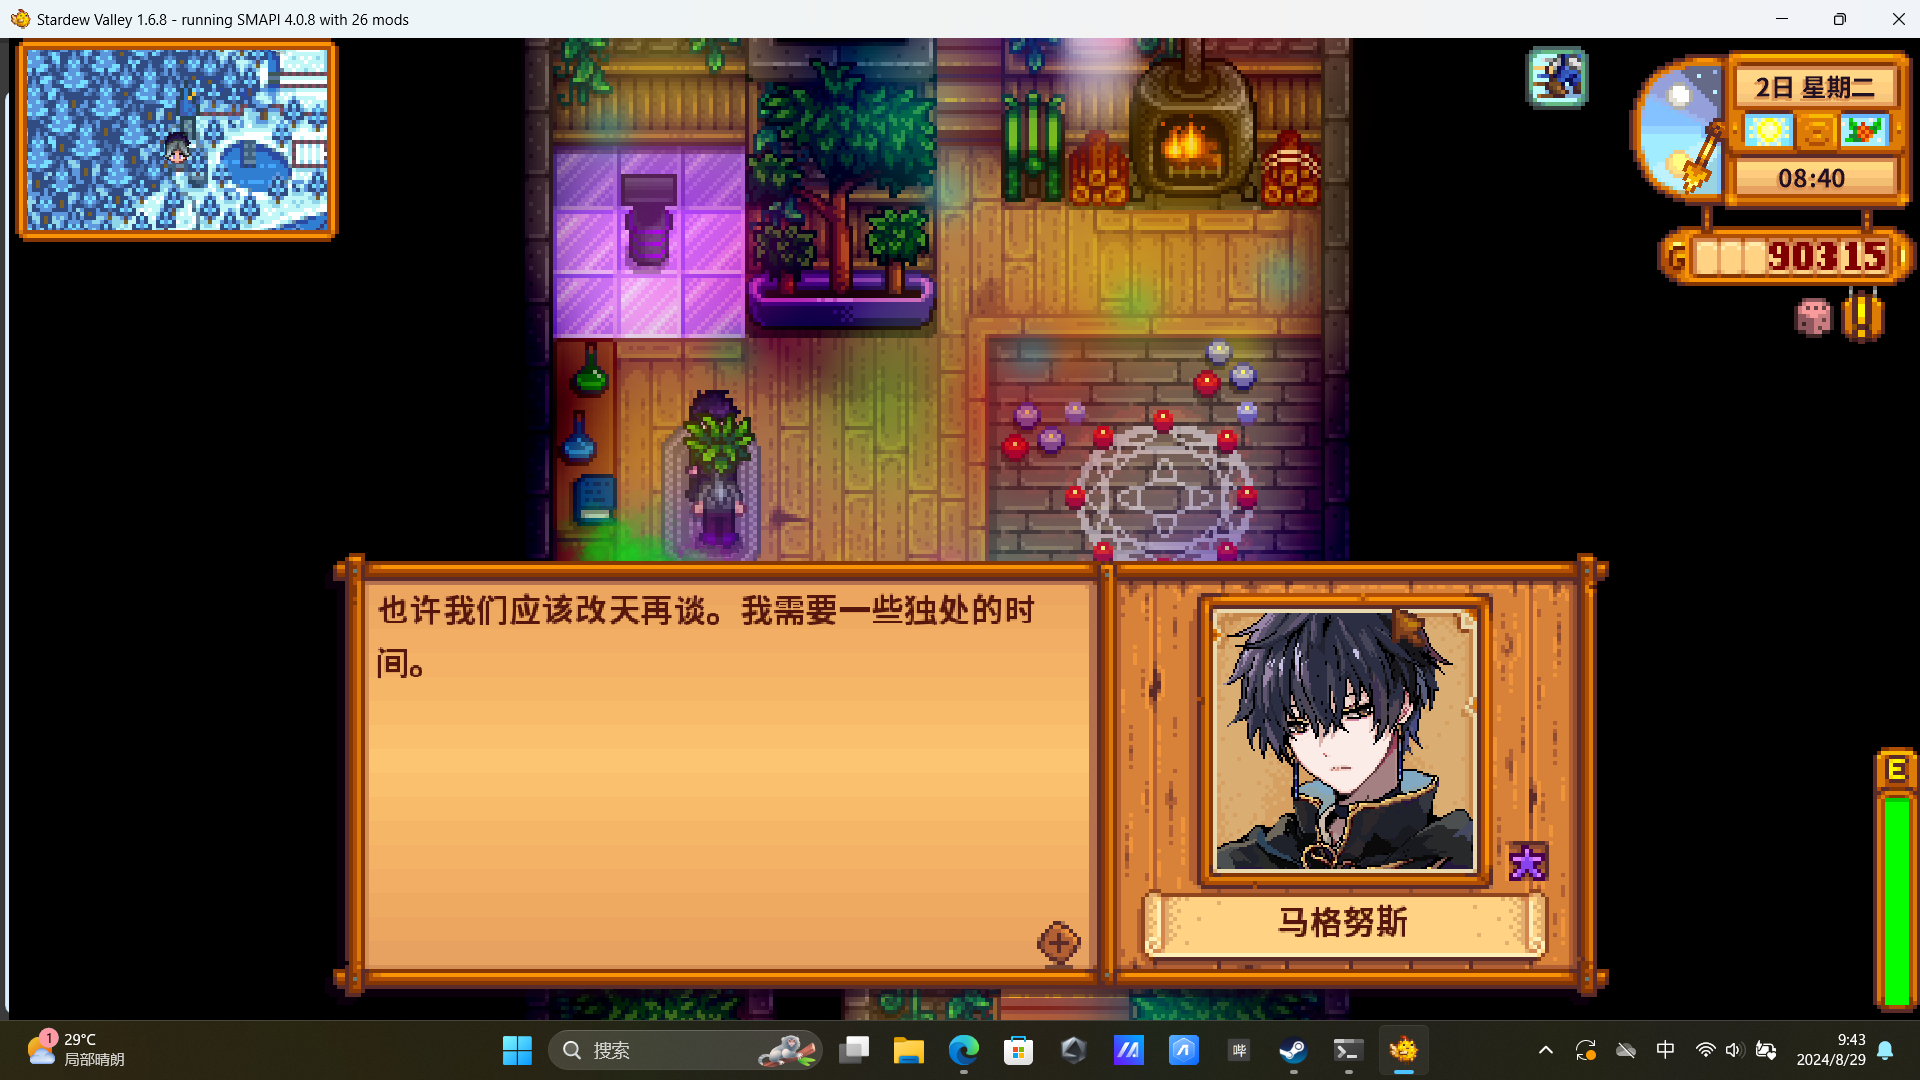 Stardew Valley 1.6.8 - running SMAPI 4.0.8 with 26 mods
2日 星期二
08:40
G 90315
也许我们应该改天再谈。我需要一些独处的时
间。
马格努斯
E
1
29°C
局部晴朗
搜索
哔
中
9:43
2024/8/29